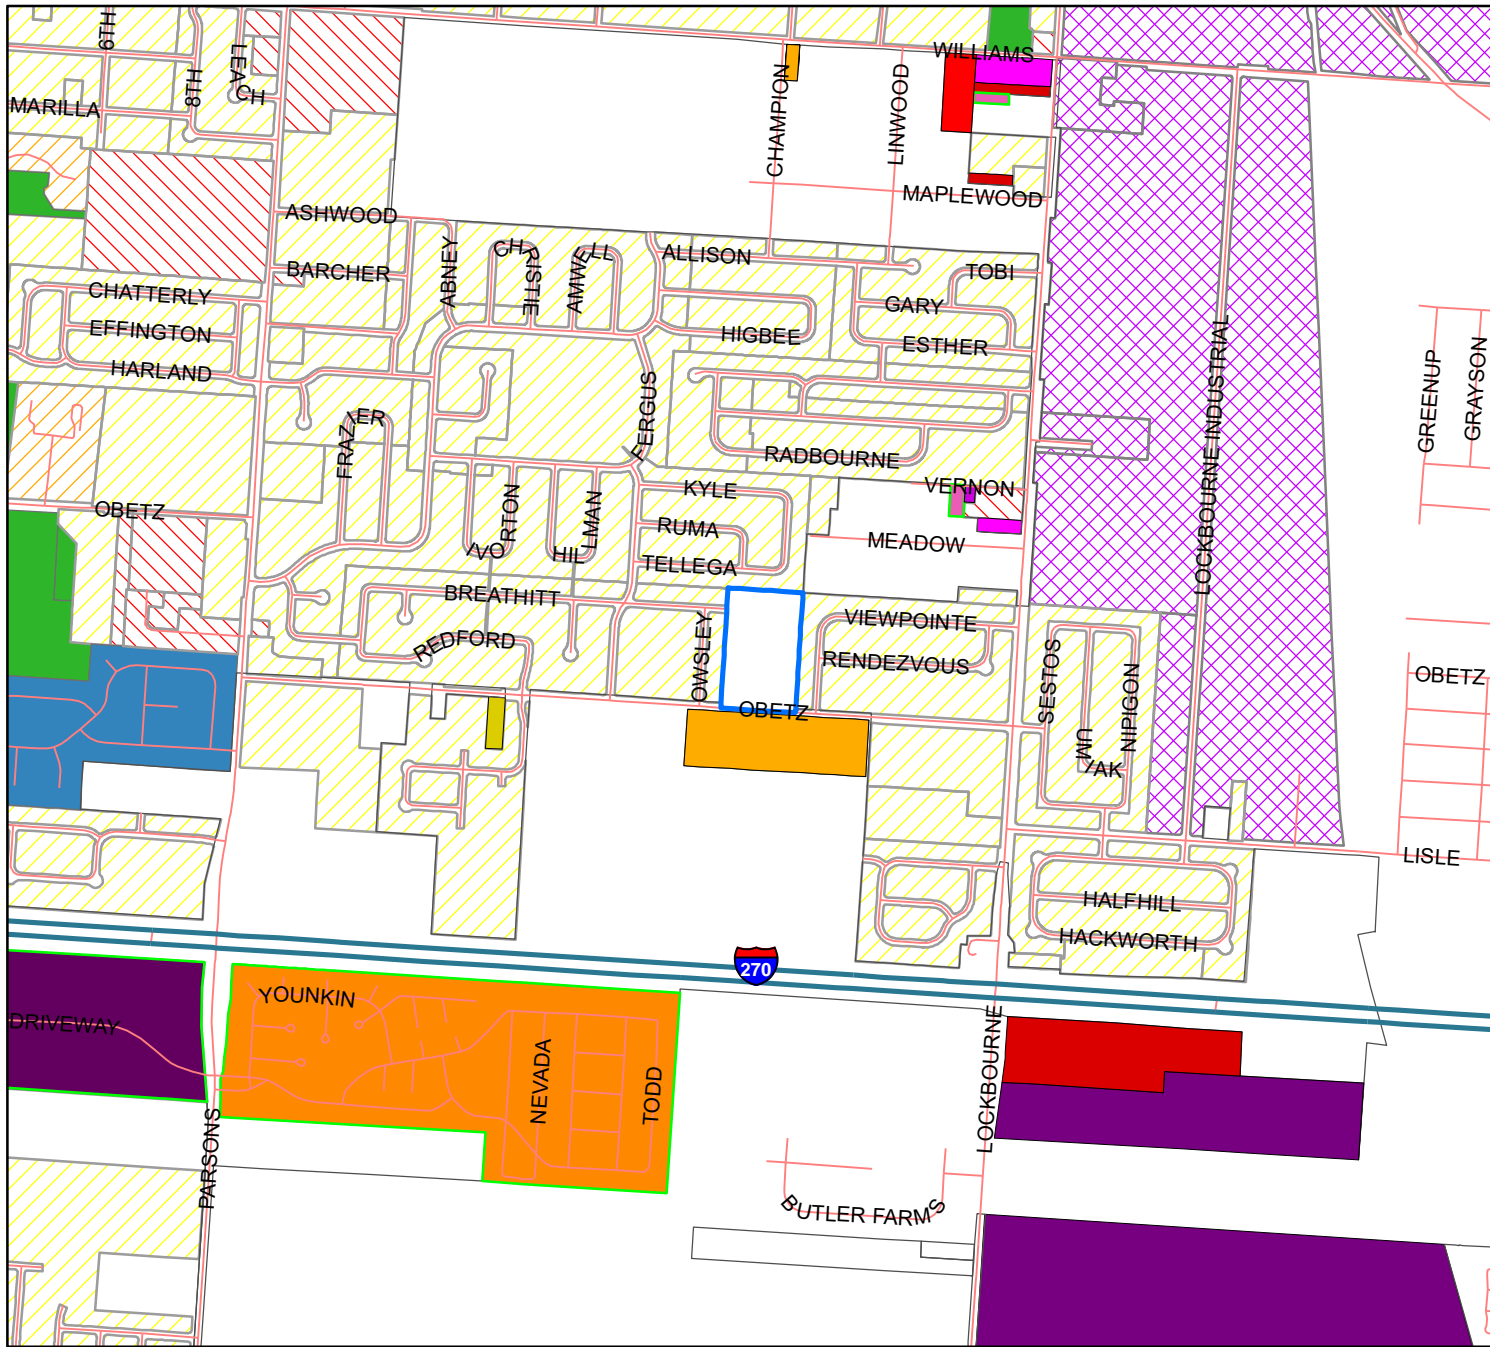 6TH
LEACH
8TH
MARILLA
WILLIAMS
CHAMPION
LINWOOD
MAPLEWOOD
ASHWOOD
BARCHER
ABNEY
CHRISTIE
AMWELL
ALLISON
TOBI
CHATTERLY
EFFINGTON
HARLAND
HIGBEE
GARY
ESTHER
LOCKBOURNE INDUSTRIAL
GREENUP
GRAYSON
FRAZIER
FERGUS
RADBOURNE
OBETZ
KYLE
VERNON
IVORTON
HILLMAN
RUMA
MEADOW
TELLEGA
BREATHITT
REDFORD
OWSLEY
VIEWPOINTE
RENDEZVOUS
SESTOS
NIPIGON
UMYAK
OBETZ
OBETZ
LISLE
HALFHILL
HACKWORTH
270
YOUNKIN
DRIVEWAY
NEVADA
TODD
LOCKBOURNE
PARSONS
BUTLER FARMS